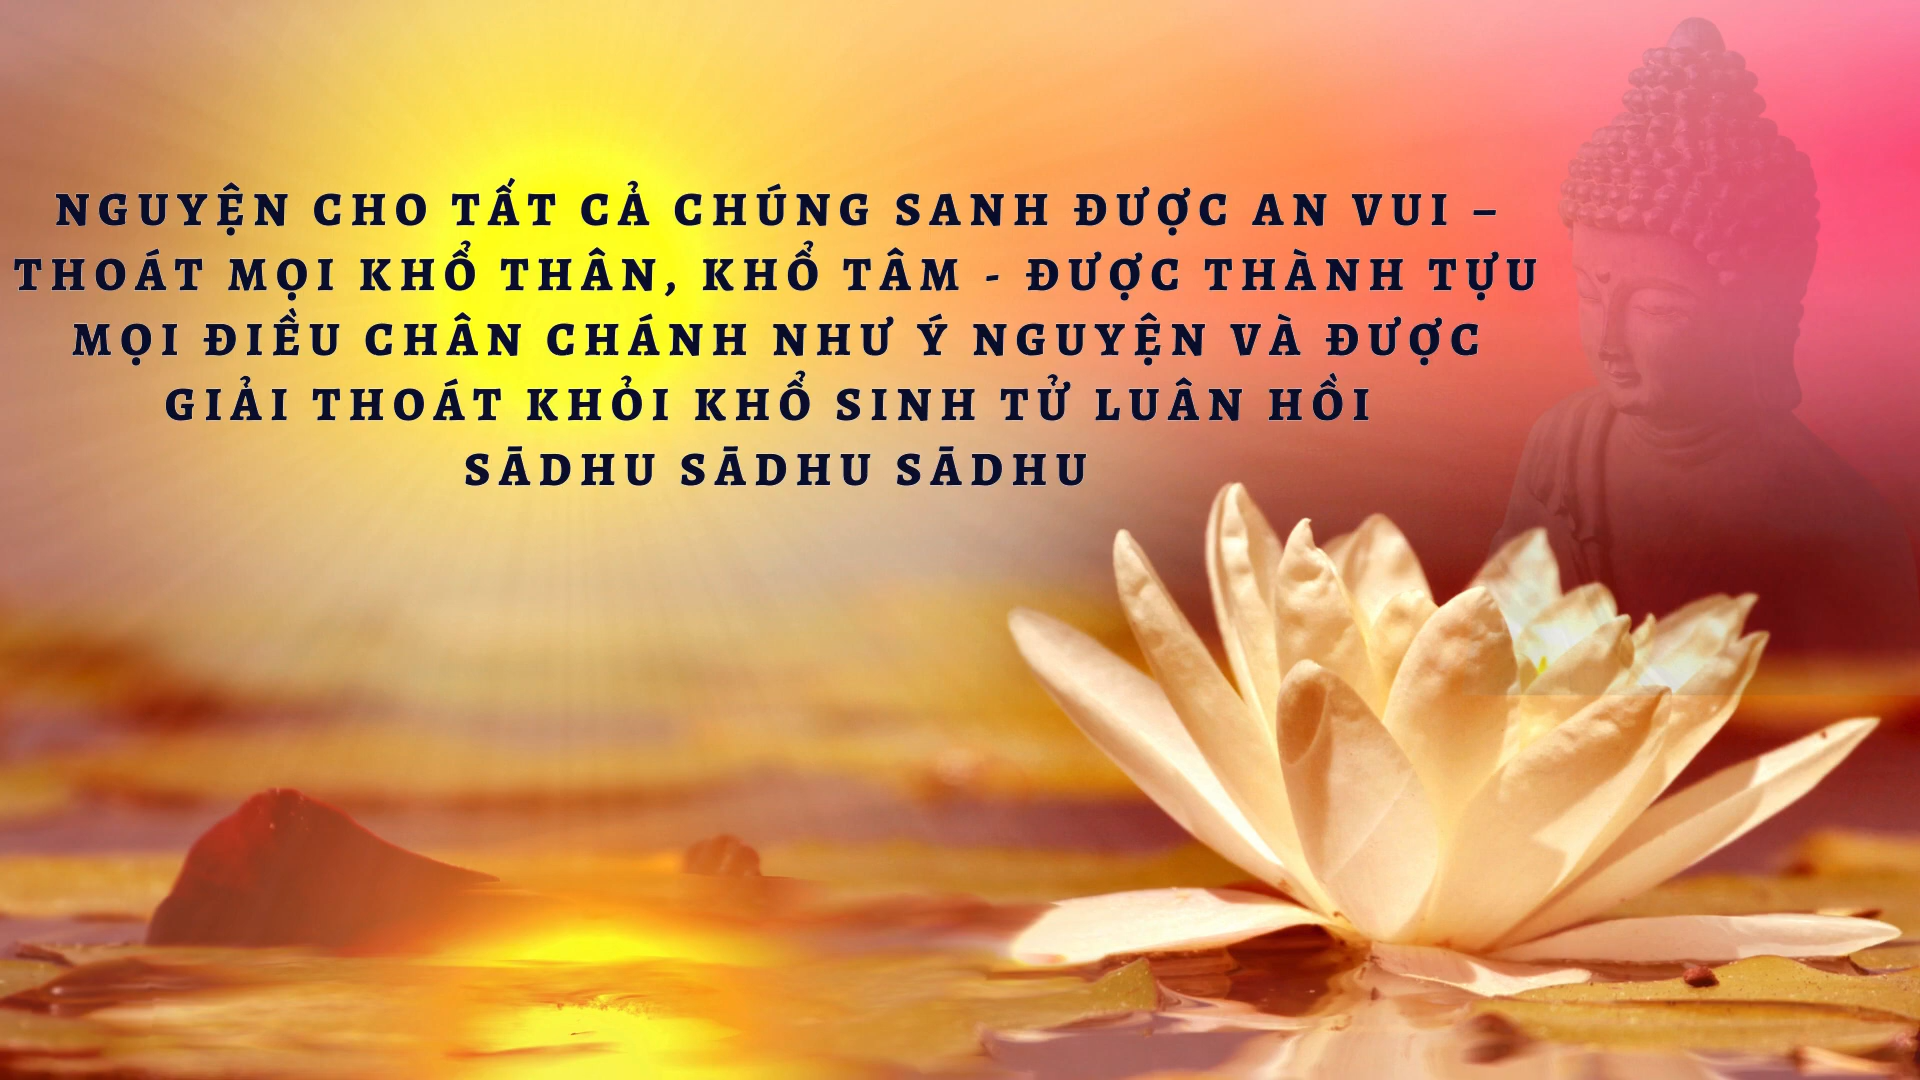 NGUYỆN CHO TẤT CẢ CHÚNG SANH ĐƯỢC AN VUI –
THOÁT MỌI KHỔ THÂN, KHỔ TÂM - ĐƯỢC THÀNH TỰU
MỌI ĐIỀU CHÂN CHÁNH NHƯ Ý NGUYỆN VÀ ĐƯỢC
GIẢI THOÁT KHỎI KHỔ SINH TỬ LUÂN HỒI
SĀDHU SĀDHU SĀDHU